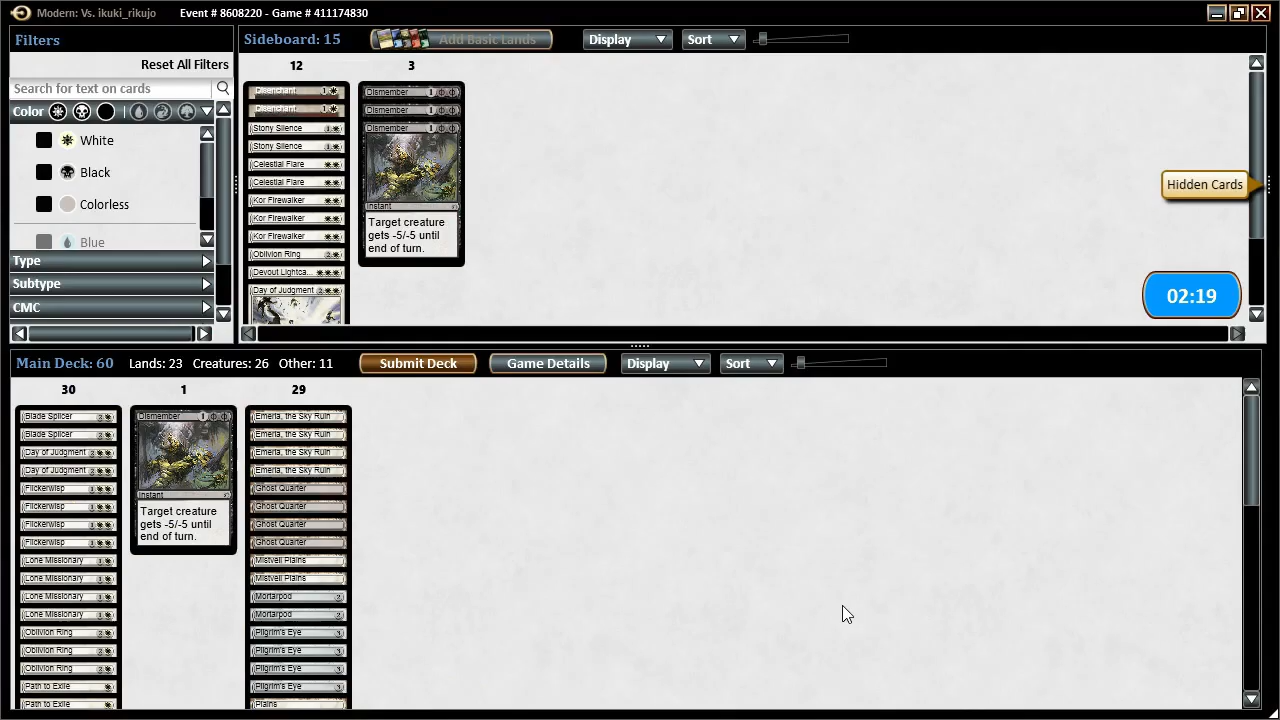 Modern: Vs. ikuki_rikujo Event # 8608220 - Game # 411174830
Filters
Reset All Filters
Search for text on cards
Color
White
Black
Colorless
Blue
Type
Subtype
CMC
Sideboard: 15 Add Basic Lands Display Sort
12 3
Disenchant
Disenchant
Stony Silence
Stony Silence
Celestial Flare
Celestial Flare
Kor Firewalker
Kor Firewalker
Kor Firewalker
Oblivion Ring
Devout Lightca...
Day of Judgment
Dismember
Dismember
Dismember
Instant
Target creature
gets -5/-5 until
end of turn.
Hidden Cards
02:19
Main Deck: 60 Lands: 23 Creatures: 26 Other: 11 Submit Deck Game Details Display Sort
30 1 29
Blade Splicer
Blade Splicer
Day of Judgment
Day of Judgment
Flickerwisp
Flickerwisp
Flickerwisp
Flickerwisp
Lone Missionary
Lone Missionary
Lone Missionary
Lone Missionary
Oblivion Ring
Oblivion Ring
Oblivion Ring
Path to Exile
Path to Exile
Dismember
Instant
Target creature
gets -5/-5 until
end of turn.
Emeria, the Sky Ruin
Emeria, the Sky Ruin
Emeria, the Sky Ruin
Emeria, the Sky Ruin
Ghost Quarter
Ghost Quarter
Ghost Quarter
Ghost Quarter
Mistveil Plains
Mistveil Plains
Mortarpod
Mortarpod
Pilgrim's Eye
Pilgrim's Eye
Pilgrim's Eye
Pilgrim's Eye
Plains